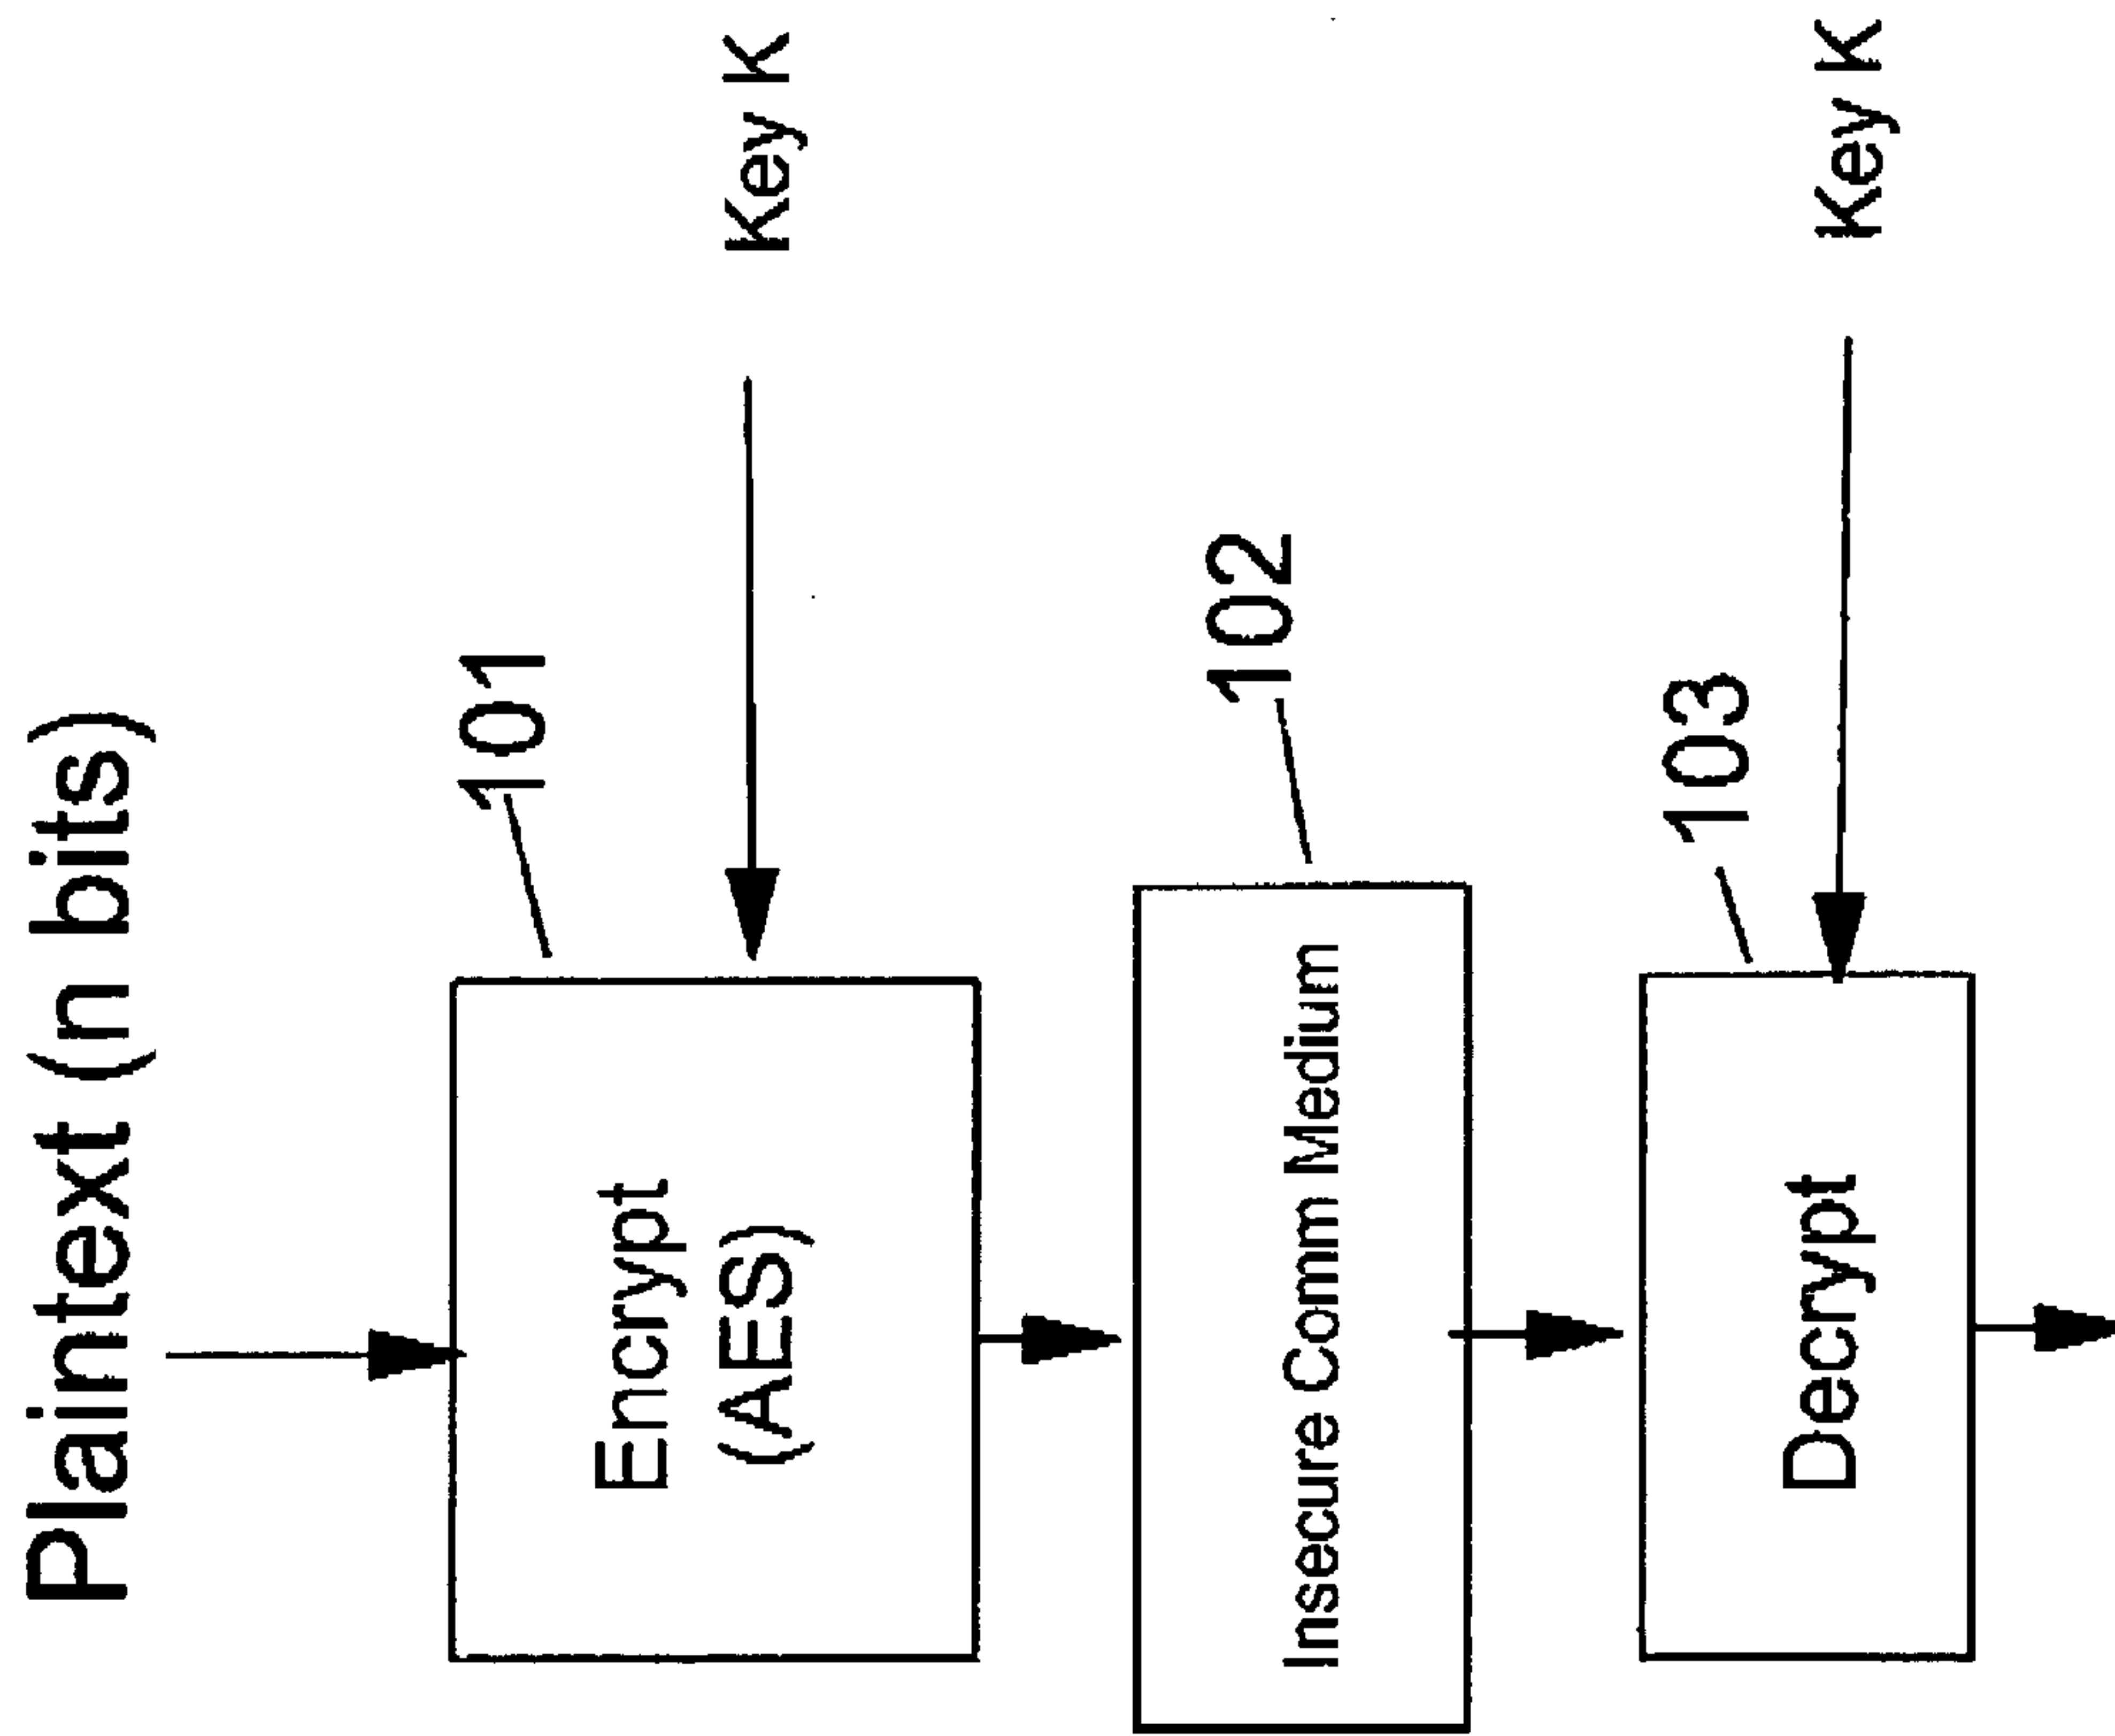 Plaintext (n bits)
101
Encrypt
(AES)
Key K
102
Insecure Comm Medium
103
Decrypt
Key K